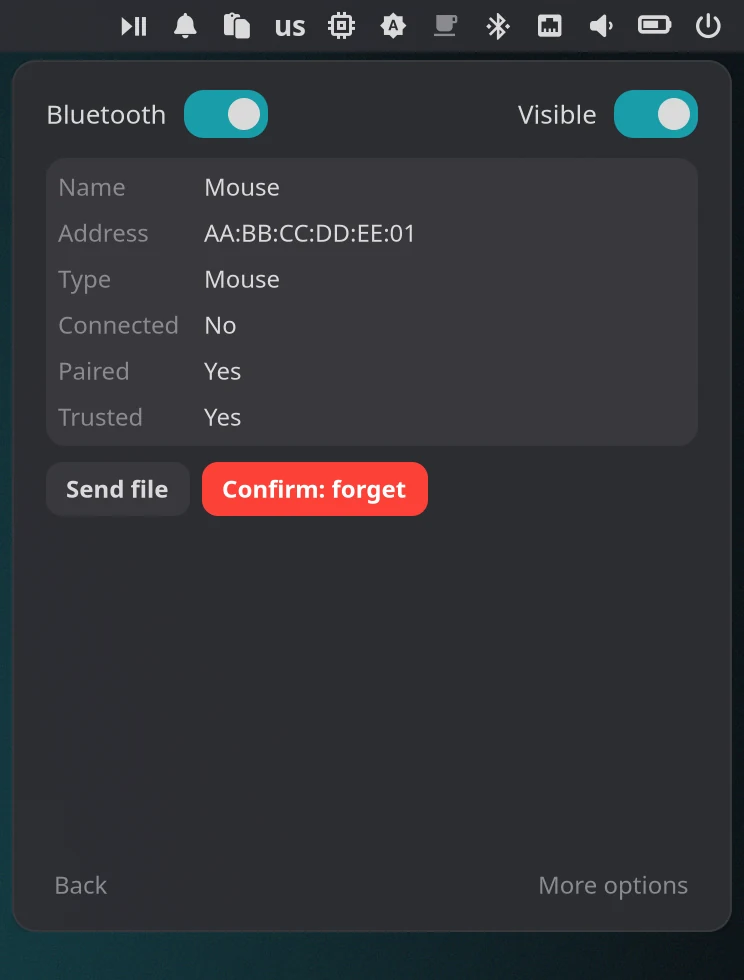 us
Bluetooth Visible
Name Mouse
Address AA:BB:CC:DD:EE:01
Type Mouse
Connected No
Paired Yes
Trusted Yes
Send file Confirm: forget
Back More options